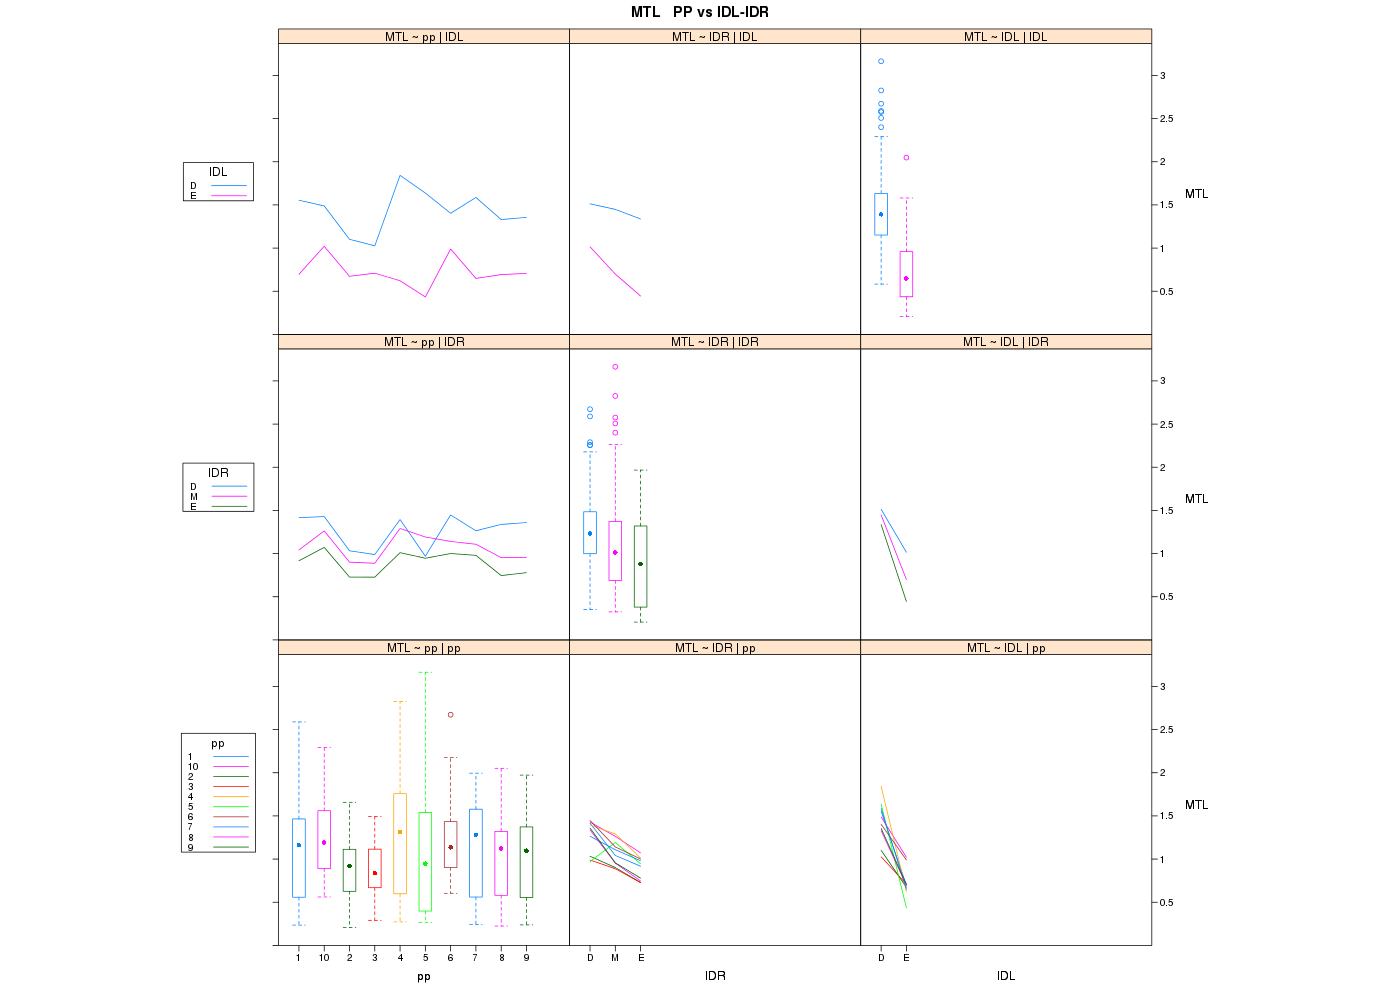 MTL   PP vs IDL-IDR
MTL ~ pp | IDL
MTL ~ IDR | IDL
MTL ~ IDL | IDL
3
2.5
2
1.5
1
0.5
MTL
IDL
D
E
MTL ~ pp | IDR
MTL ~ IDR | IDR
MTL ~ IDL | IDR
3
2.5
2
1.5
1
0.5
MTL
IDR
D
M
E
MTL ~ pp | pp
MTL ~ IDR | pp
MTL ~ IDL | pp
3
2.5
2
1.5
1
0.5
MTL
pp
1
10
2
3
4
5
6
7
8
9
1 10 2 3 4 5 6 7 8 9
D M E
D E
pp
IDR
IDL